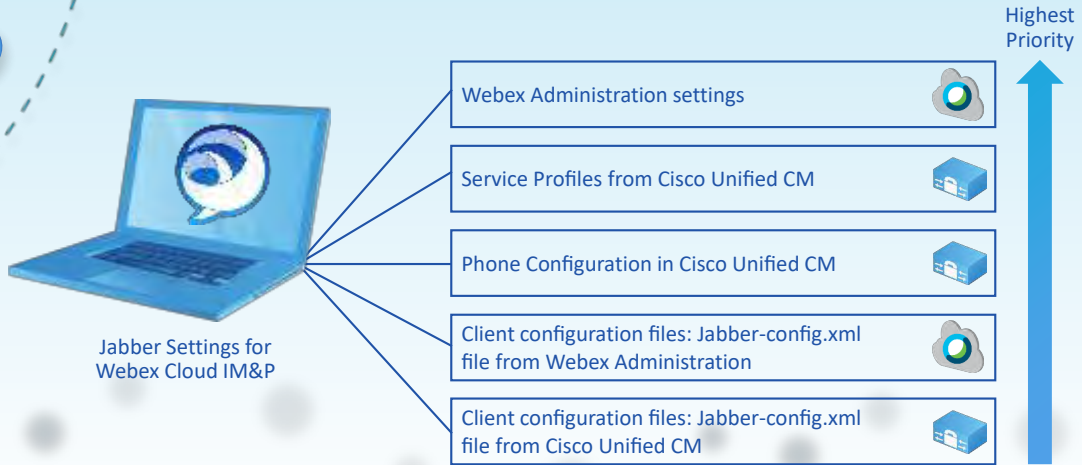 Highest
Priority
Webex Administration settings
Service Profiles from Cisco Unified CM
Phone Configuration in Cisco Unified CM
Client configuration files: Jabber-config.xml
file from Webex Administration
Client configuration files: Jabber-config.xml
file from Cisco Unified CM
Jabber Settings for
Webex Cloud IM&P